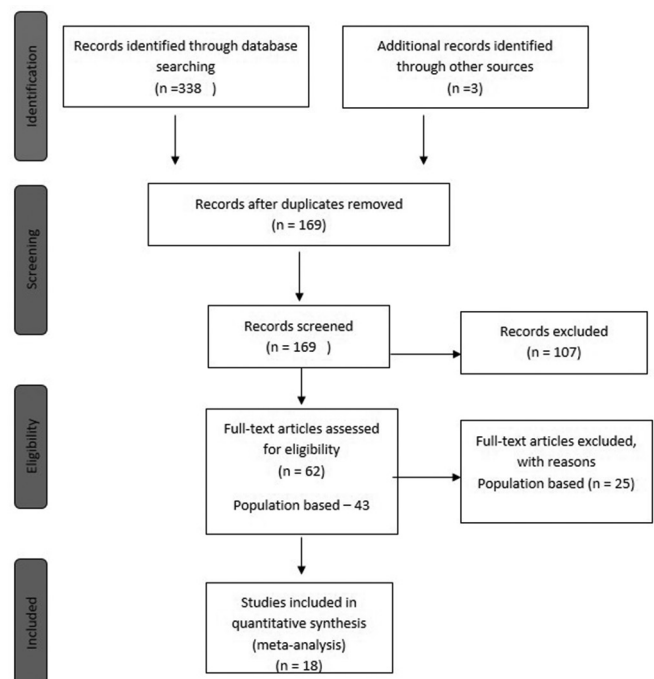 Identification
Records identified through database
searching
(n =338   )
Additional records identified
through other sources
(n =3)
Screening
Records after duplicates removed
(n = 169)
Records screened
(n = 169   )
Records excluded
(n = 107)
Eligibility
Full-text articles assessed
for eligibility
(n = 62)
Population based – 43
Full-text articles excluded,
with reasons
Population based (n = 25)
Included
Studies included in
quantitative synthesis
(meta-analysis)
(n = 18)